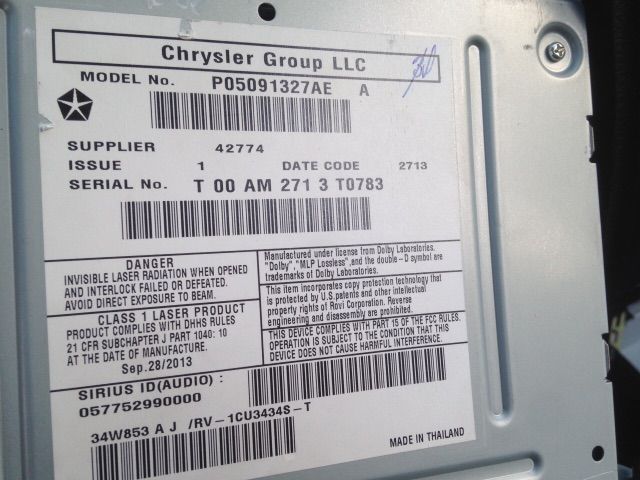 Chrysler Group LLC
MODEL No. P05091327AE A
SUPPLIER 42774
ISSUE 1 DATE CODE 2713
SERIAL No. T 00 AM 271 3 T0783
DANGER
INVISIBLE LASER RADIATION WHEN OPENED
AND INTERLOCK FAILED OR DEFEATED.
AVOID DIRECT EXPOSURE TO BEAM.
CLASS 1 LASER PRODUCT
PRODUCT COMPLIES WITH DHHS RULES
21 CFR SUBCHAPTER J PART 1040: 10
AT THE DATE OF MANUFACTURE.
Sep.28/2013
Manufactured under license from Dolby Laboratories.
"Dolby","MLP Lossless",and the double-D symbol are
trademarks of Dolby Laboratories.
This item incorporates copy protection technology that
is protected by U.S.patents and other intellectual
property rights of Rovi Corporation. Reverse
engineering and disassembly are prohibited.
THIS DEVICE COMPLIES WITH PART 15 OF THE FCC RULES.
OPERATION IS SUBJECT TO THE CONDITION THAT THIS
DEVICE DOES NOT CAUSE HARMFUL INTERFERENCE.
SIRIUS ID(AUDIO) :
057752990000
34W853 A J /RV-1CU3434S-T
MADE IN THAILAND